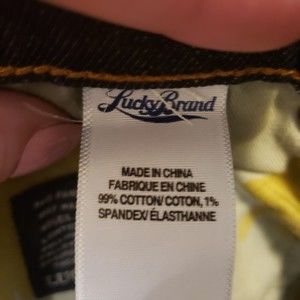 Lucky Brand
MADE IN CHINA
FABRIQUE EN CHINE
99% COTTON/ COTON, 1%
SPANDEX/ ÉLASTHANNE